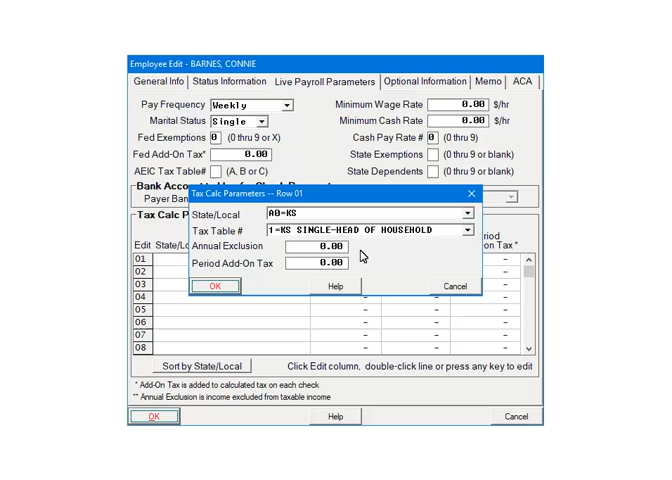 Employee Edit - BARNES, CONNIE
General Info Status Information Live Payroll Parameters Optional Information Memo ACA
Pay Frequency Weekly Minimum Wage Rate 0.00 $/hr
Marital Status Single Minimum Cash Rate 0.00 $/hr
Fed Exemptions 0 (0 thru 9 or X) Cash Pay Rate # 0 (0 thru 9)
Fed Add-On Tax* 0.00 State Exemptions (0 thru 9 or blank)
AEIC Tax Table# (A, B or C) State Dependents (0 thru 9 or blank)
Tax Calc Parameters -- Row 01
State/Local A0=KS
Tax Table # 1=KS SINGLE-HEAD OF HOUSEHOLD
Annual Exclusion 0.00
Period Add-On Tax 0.00
OK Help Cancel
Bank Acco
Payer Ban
Tax Calc P
riod
Edit State/Lo on Tax *
01 -
02 -
03 -
04 - - -
05 - - -
06 - - -
07 - - -
08 - - -
Sort by State/Local Click Edit column, double-click line or press any key to edit
* Add-On Tax is added to calculated tax on each check
** Annual Exclusion is income excluded from taxable income
OK Help Cancel